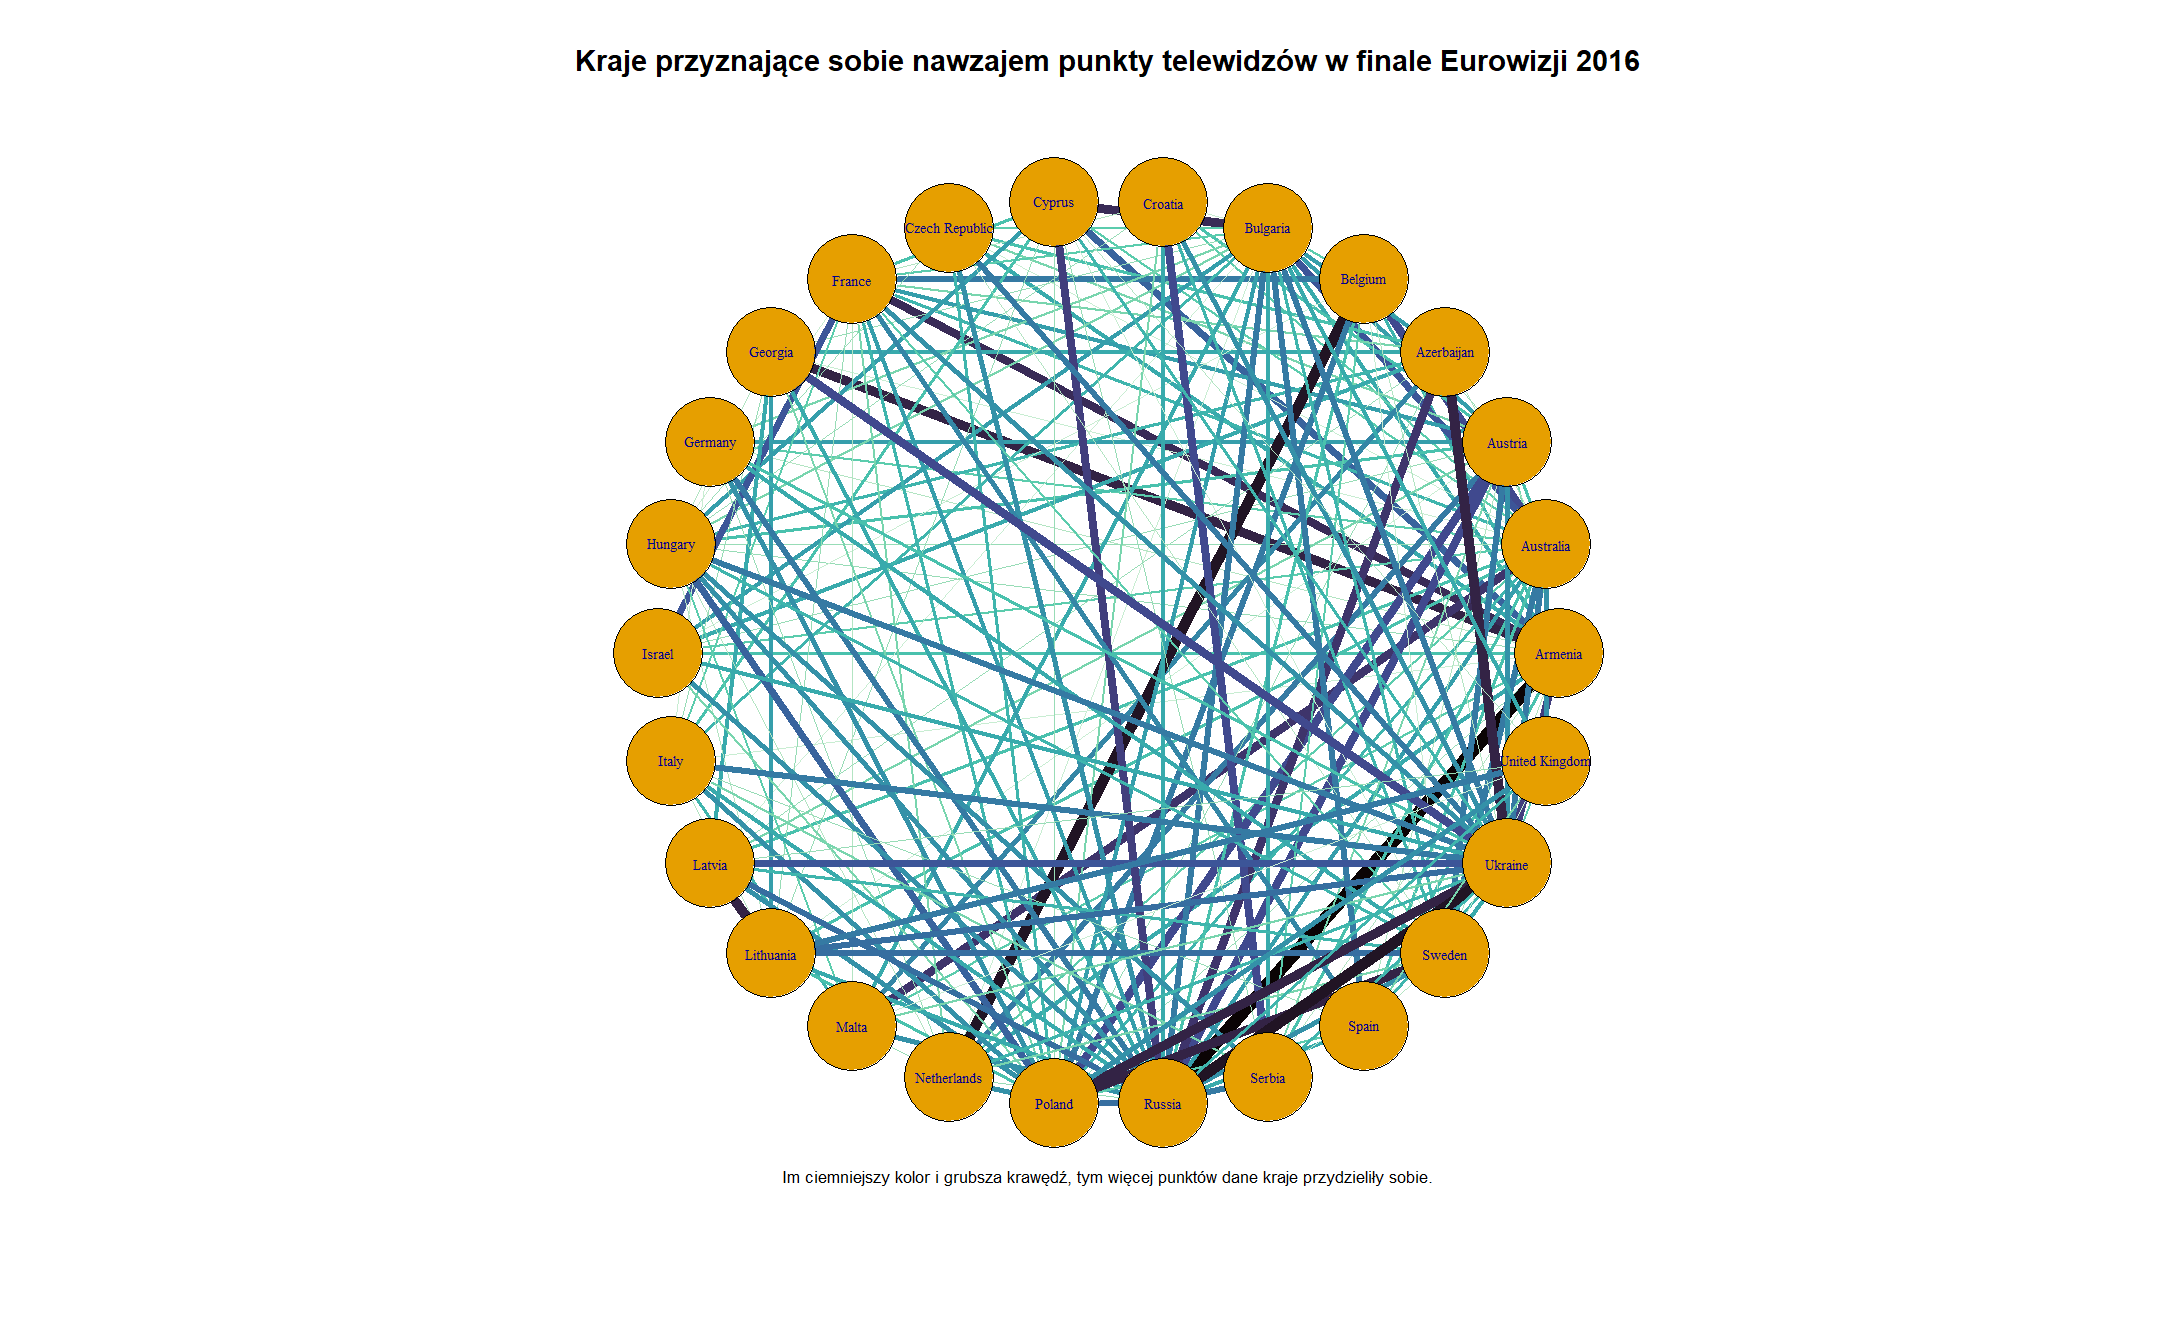 Kraje przyznające sobie nawzajem punkty telewidzów w finale Eurowizji 2016
Cyprus
Croatia
Czech Republic
Bulgaria
France
Belgium
Georgia
Azerbaijan
Germany
Austria
Hungary
Australia
Israel
Armenia
Italy
United Kingdom
Latvia
Ukraine
Lithuania
Sweden
Malta
Spain
Netherlands
Serbia
Poland
Russia
Im ciemniejszy kolor i grubsza krawędź, tym więcej punktów dane kraje przydzieliły sobie.